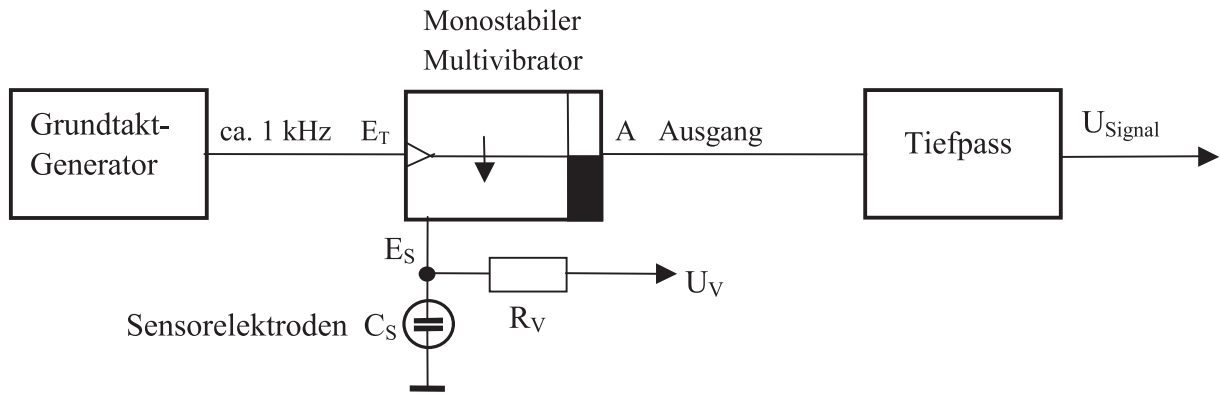 Monostabiler
Multivibrator
Grundtakt-
Generator
ca. 1 kHz
E_T
A
Ausgang
Tiefpass
U_Signal
E_S
U_V
R_V
Sensorelektroden C_S